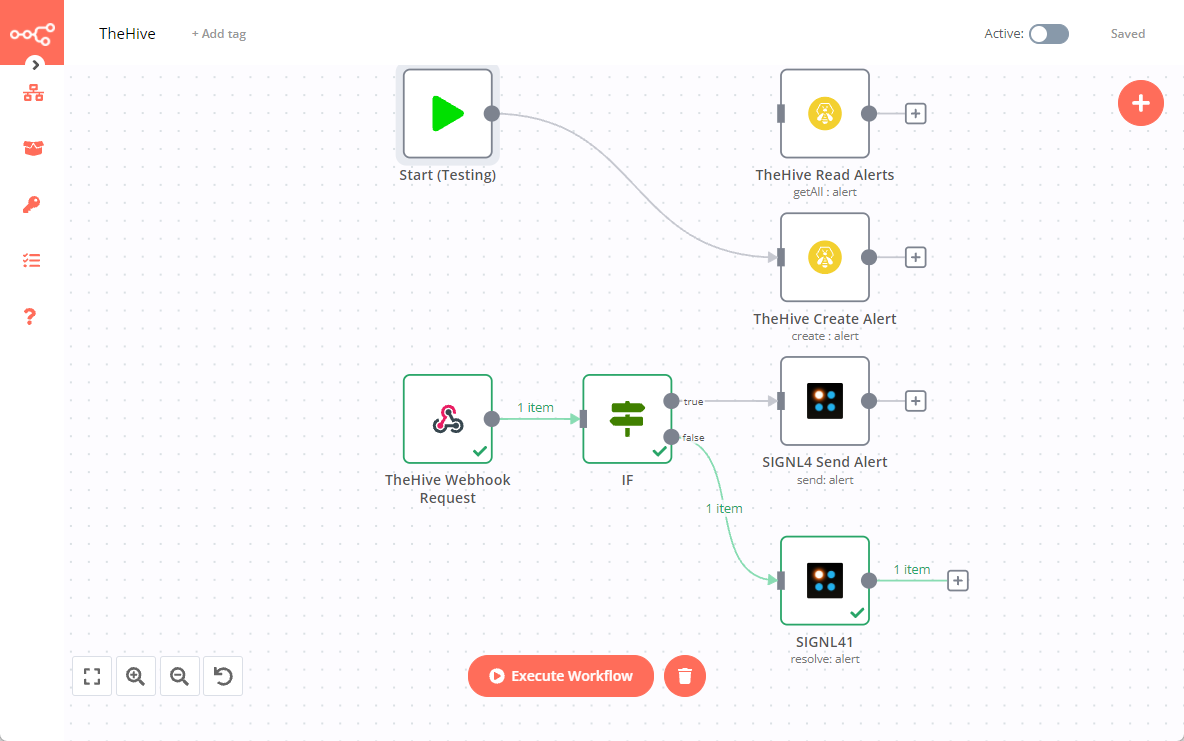 TheHive
+ Add tag
Active:
Saved
Start (Testing)
TheHive Read Alerts
getAll : alert
TheHive Create Alert
create : alert
1 item
true
false
TheHive Webhook
Request
IF
SIGNL4 Send Alert
send: alert
1 item
1 item
SIGNL41
resolve: alert
Execute Workflow